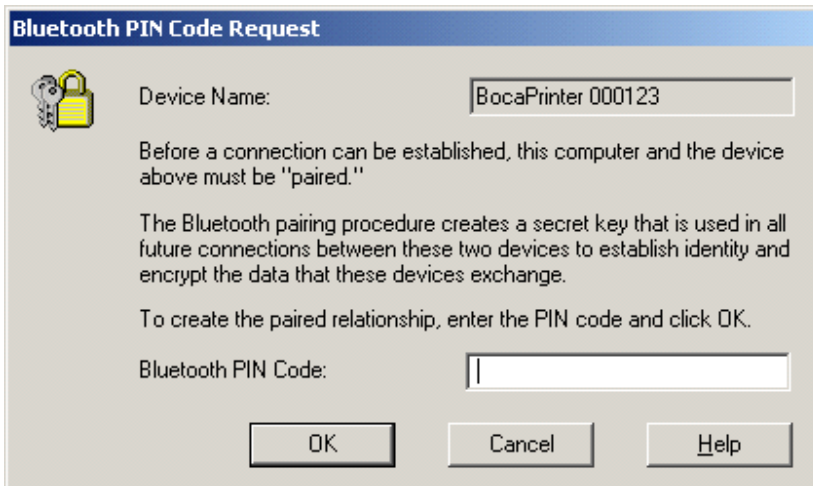 Bluetooth PIN Code Request
Device Name: BocaPrinter 000123
Before a connection can be established, this computer and the device
above must be "paired."
The Bluetooth pairing procedure creates a secret key that is used in all
future connections between these two devices to establish identity and
encrypt the data that these devices exchange.
To create the paired relationship, enter the PIN code and click OK.
Bluetooth PIN Code:
OK Cancel Help